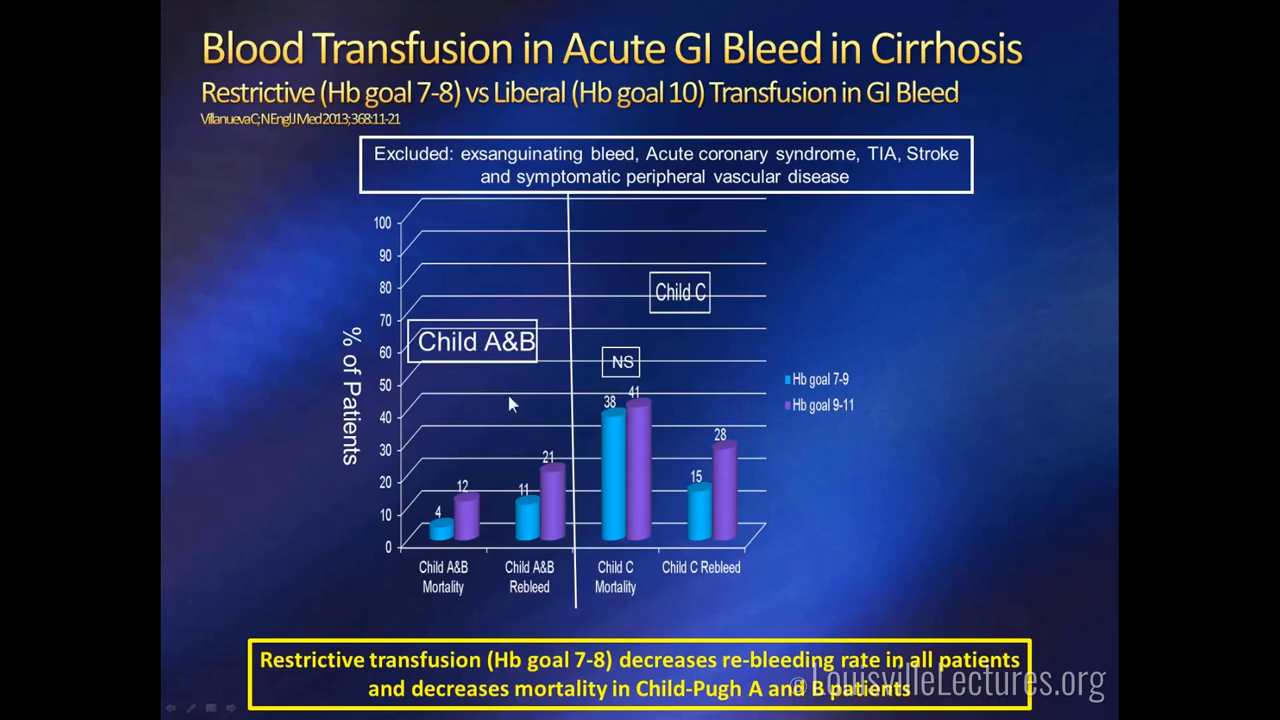 Blood Transfusion in Acute GI Bleed in Cirrhosis
Restrictive (Hb goal 7-8) vs Liberal (Hb goal 10) Transfusion in GI Bleed
Villanueva C; N Engl J Med 2013; 368:11-21
Excluded: exsanguinating bleed, Acute coronary syndrome, TIA, Stroke
and symptomatic peripheral vascular disease
% of Patients
100
90
80
70
60
50
40
30
20
10
0
Child A&B
Child C
NS
4
12
11
21
38
41
15
28
Child A&B
Mortality
Child A&B
Rebleed
Child C
Mortality
Child C Rebleed
Hb goal 7-9
Hb goal 9-11
Restrictive transfusion (Hb goal 7-8) decreases re-bleeding rate in all patients
and decreases mortality in Child-Pugh A and B patients
@LouisvilleLectures.org